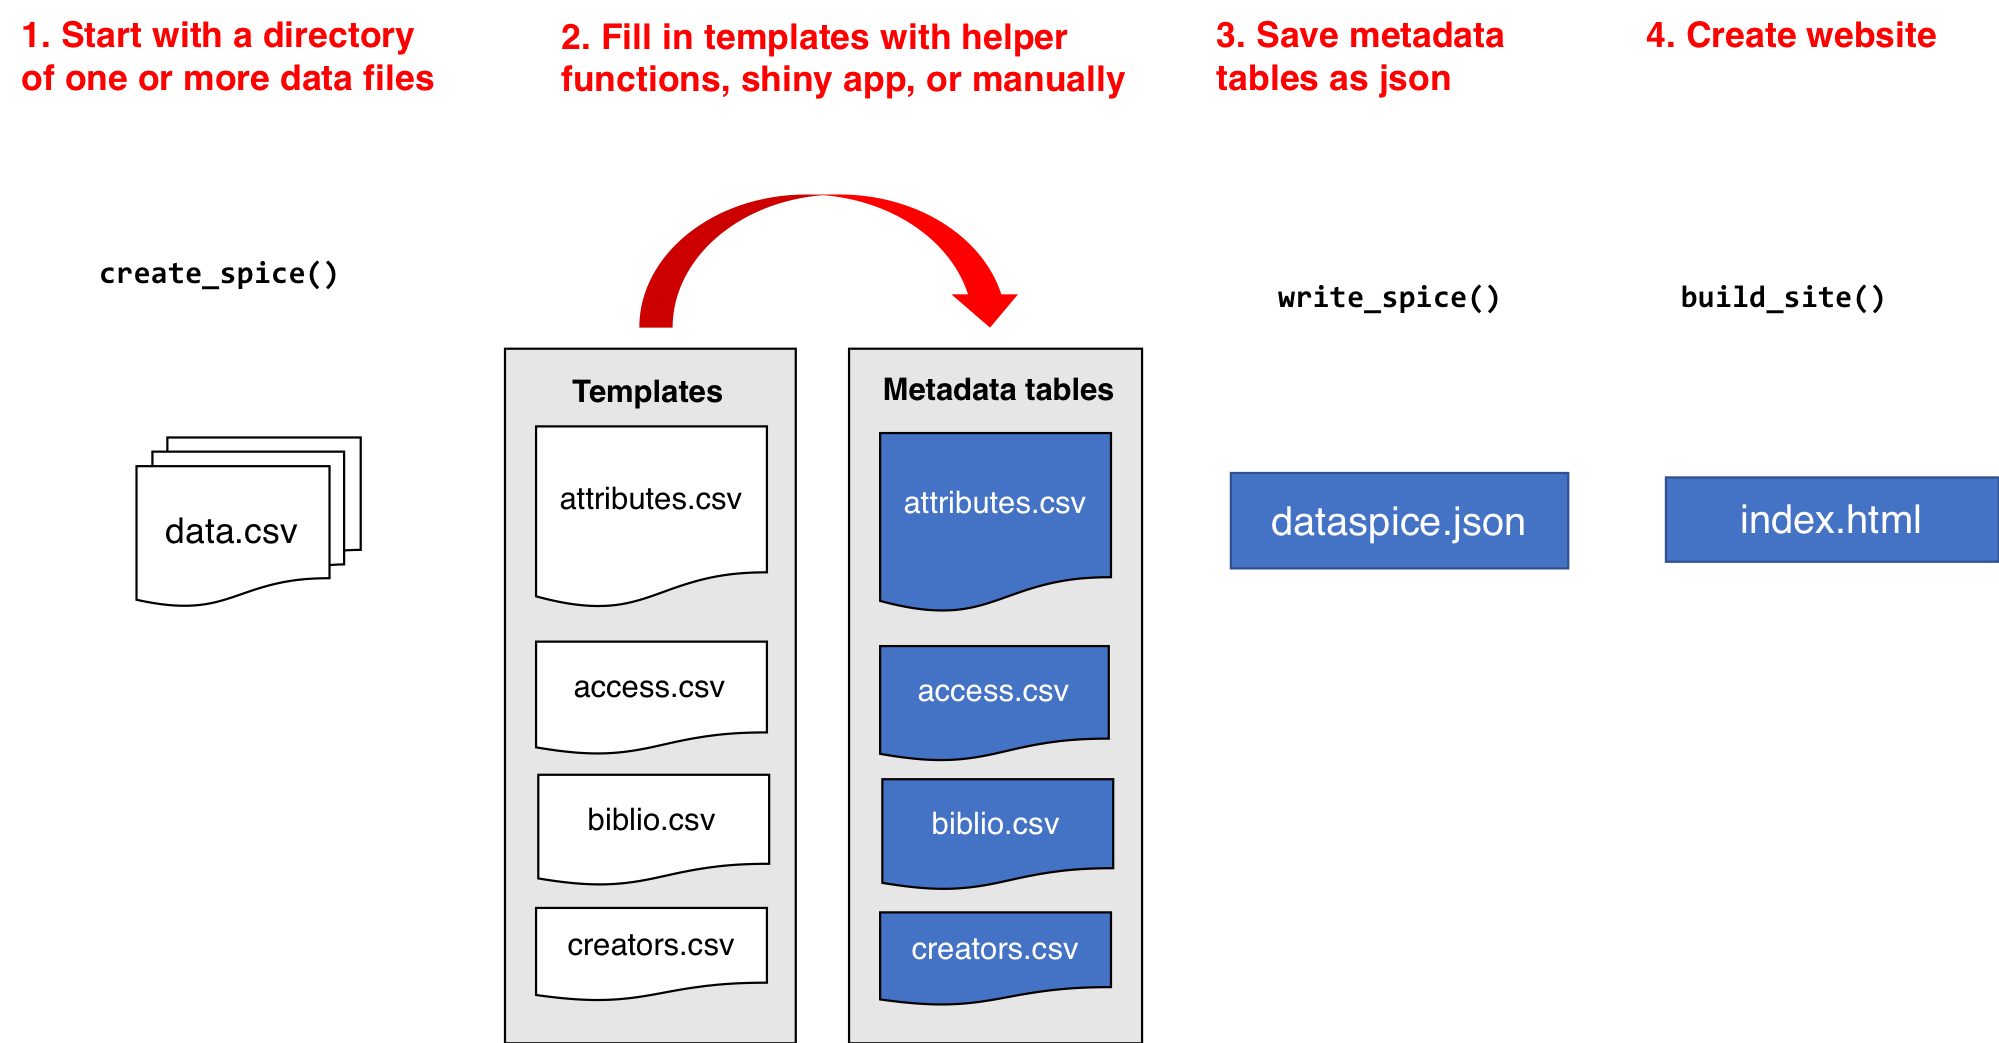 1. Start with a directory
of one or more data files
2. Fill in templates with helper
functions, shiny app, or manually
3. Save metadata
tables as json
4. Create website
create_spice()
write_spice()
build_site()
data.csv
Templates
attributes.csv
access.csv
biblio.csv
creators.csv
Metadata tables
attributes.csv
access.csv
biblio.csv
creators.csv
dataspice.json
index.html